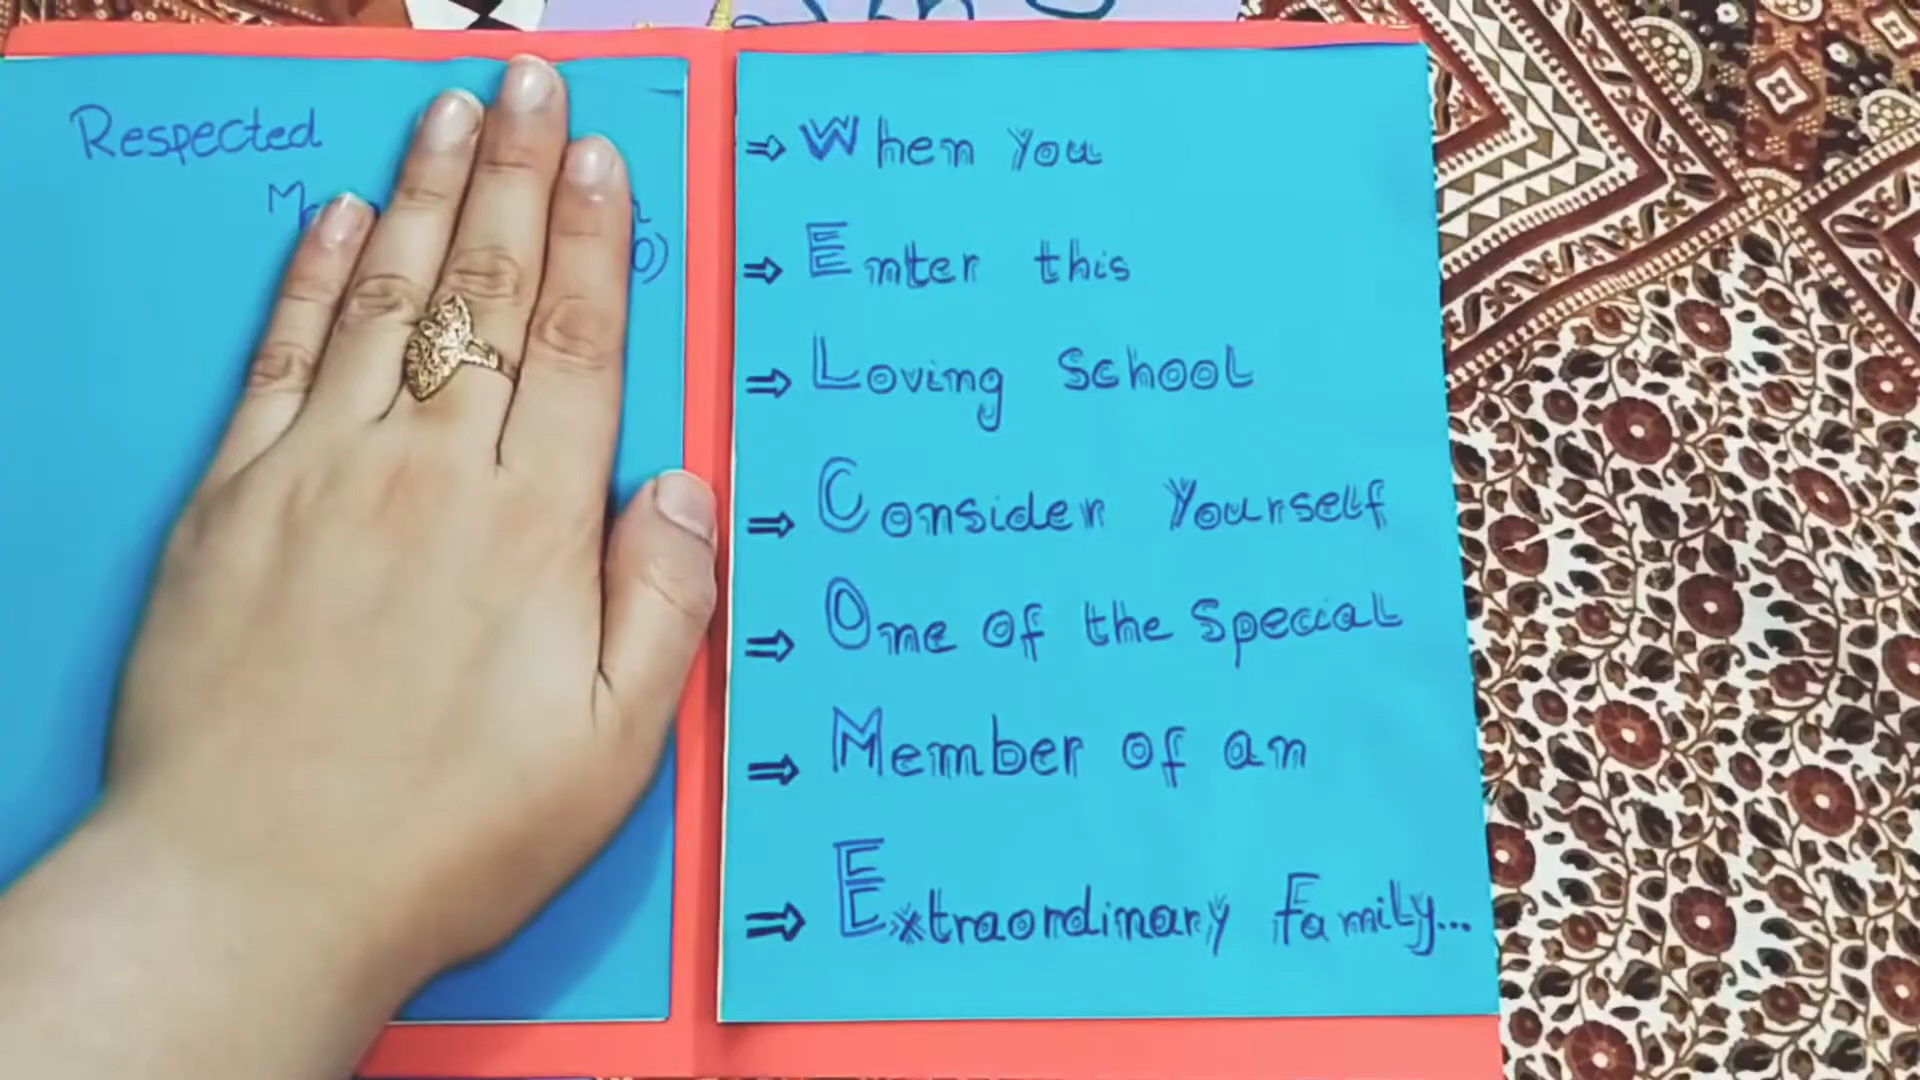 Respected
⇒ When You
⇒ Enter this
⇒ Loving School
⇒ Consider Yourself
⇒ One of the Special
⇒ Member of an
⇒ Extraordinary Family...